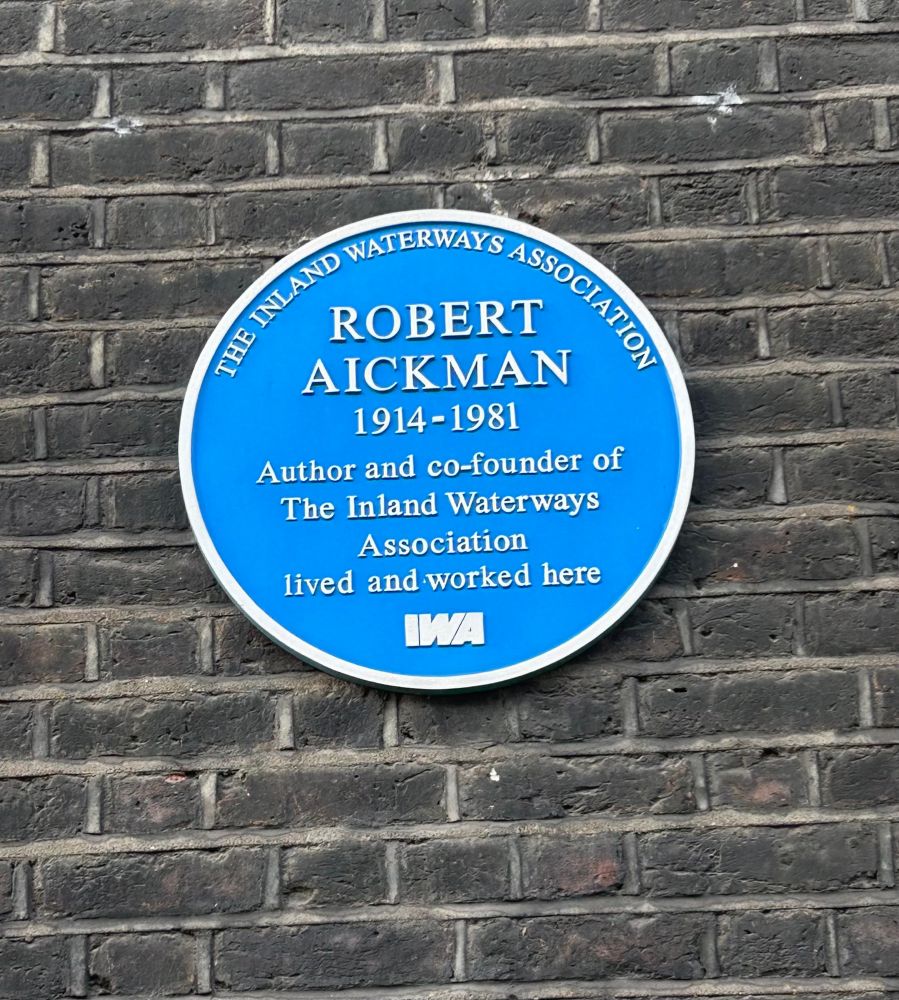 THE INLAND WATERWAYS ASSOCIATION
ROBERT
AICKMAN
1914-1981
Author and co-founder of
The Inland Waterways
Association
lived and worked here
IWA